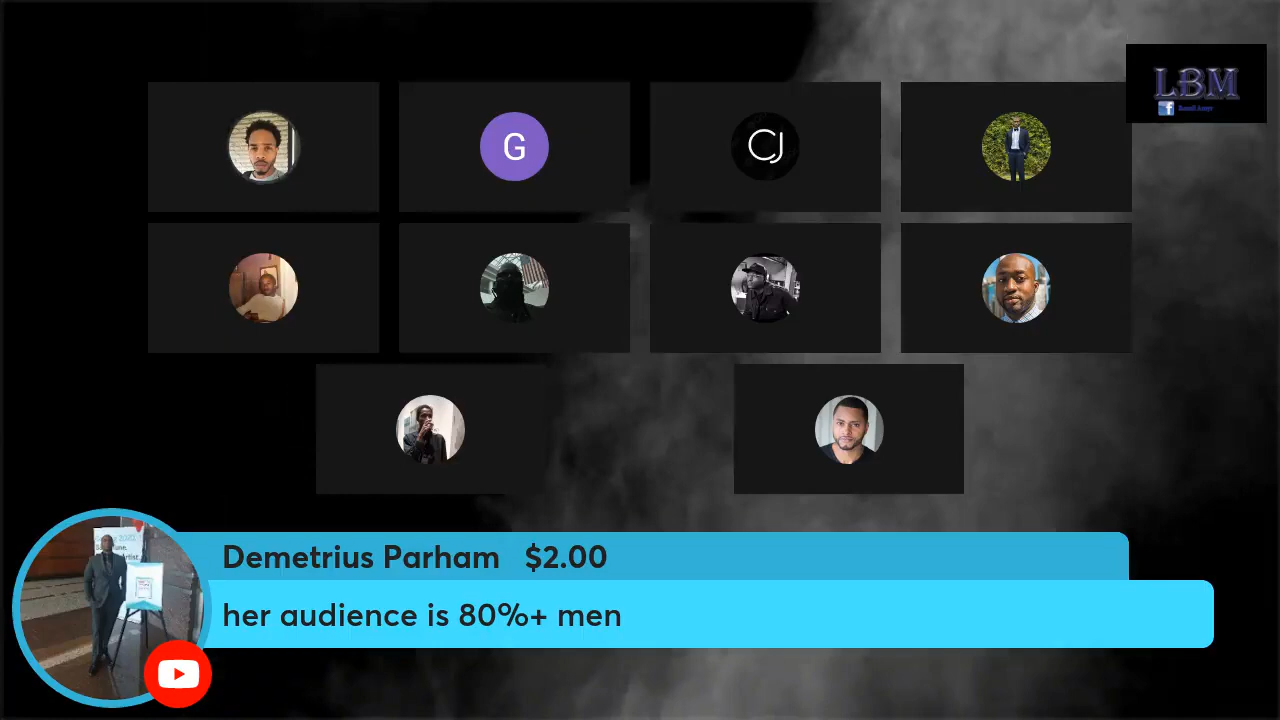 LBM
G
CJ
Demetrius Parham $2.00
her audience is 80%+ men